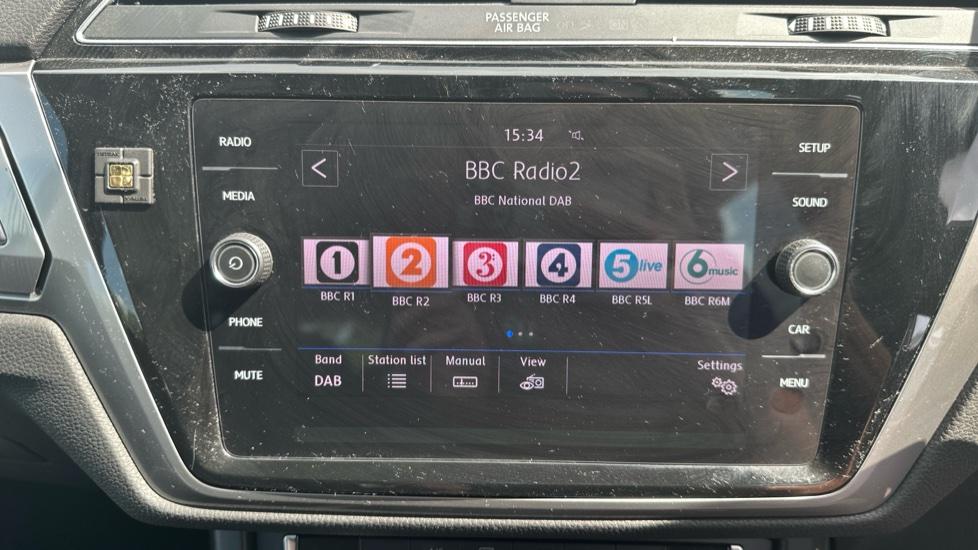 PASSENGER
AIR BAG
RADIO
MEDIA
PHONE
MUTE
15:34
BBC Radio2
BBC National DAB
1
2
3
4
5 live
6 music
BBC R1
BBC R2
BBC R3
BBC R4
BBC R5L
BBC R6M
Band
DAB
Station list
Manual
View
Settings
SETUP
SOUND
CAR
MENU